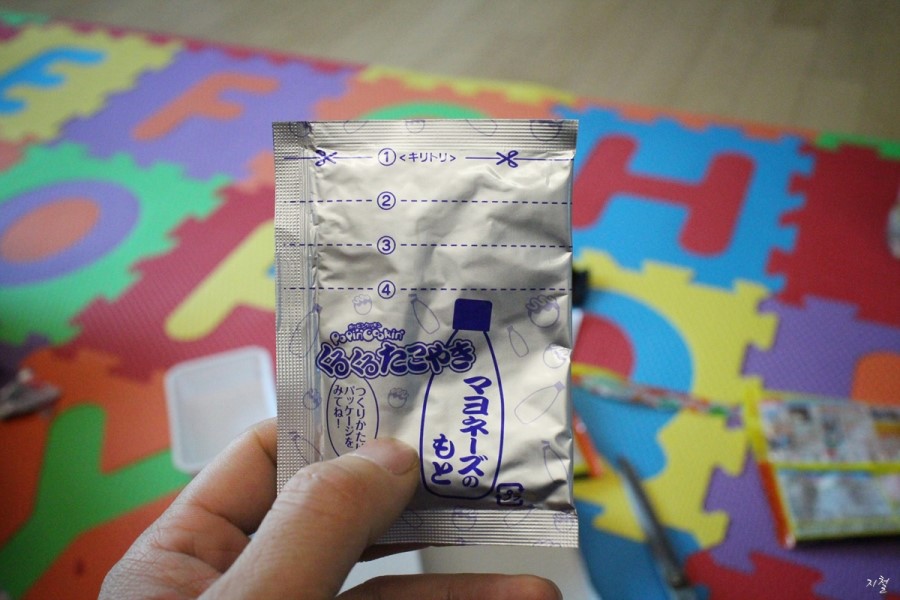 ①<キリトリ>
②
③
④
Popin'Cookin'
くるくるたこやき
マヨネーズの
もと
つくりかたは
パッケージを
みてね!
E
F
H
A
지철